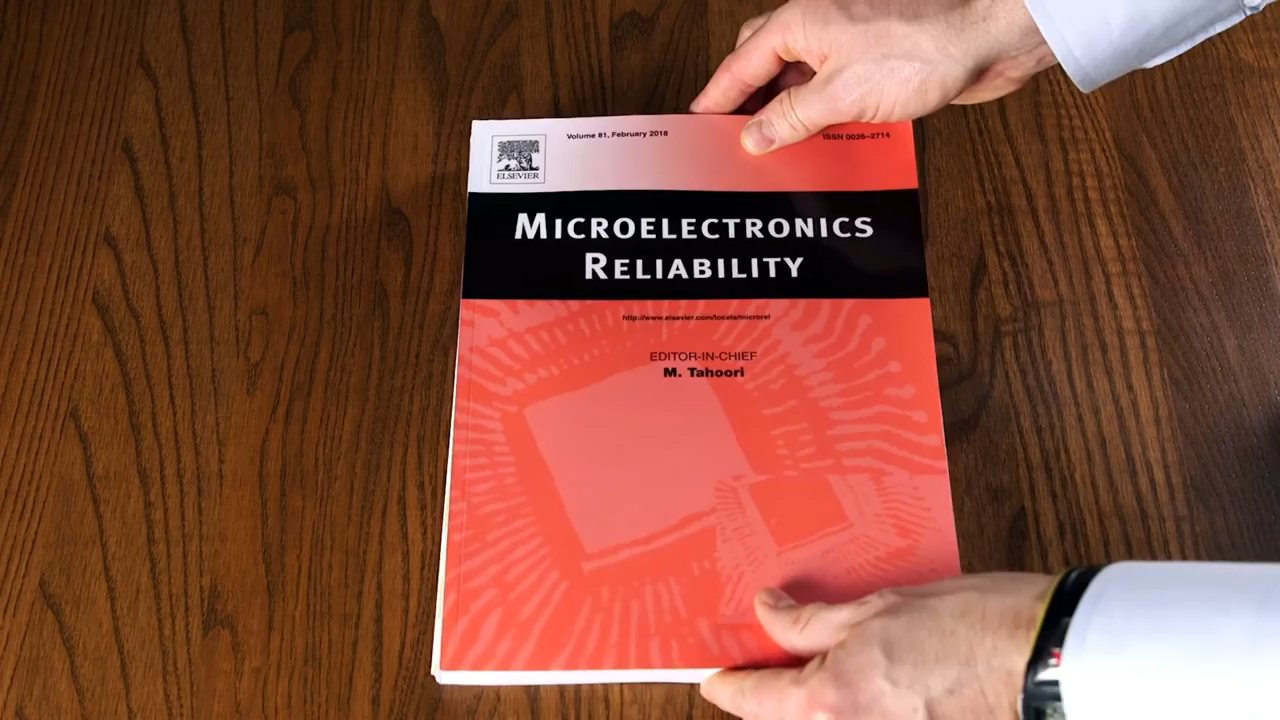 Volume 81, February 2018
ISSN 0026–2714
ELSEVIER
MICROELECTRONICS
RELIABILITY
http://www.elsevier.com/locate/microrel
EDITOR-IN-CHIEF
M. Tahoori